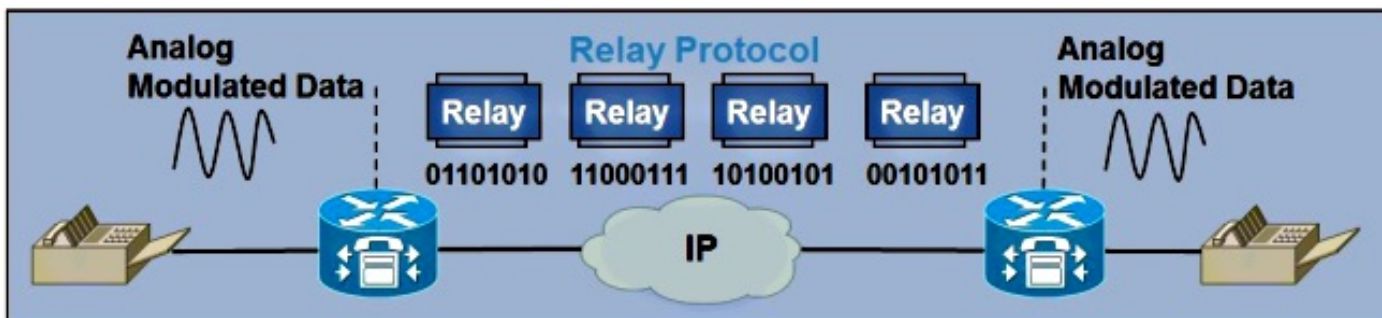 Analog
Modulated Data
Relay Protocol
Analog
Modulated Data
Relay Relay Relay Relay
01101010 11000111 10100101 00101011
IP